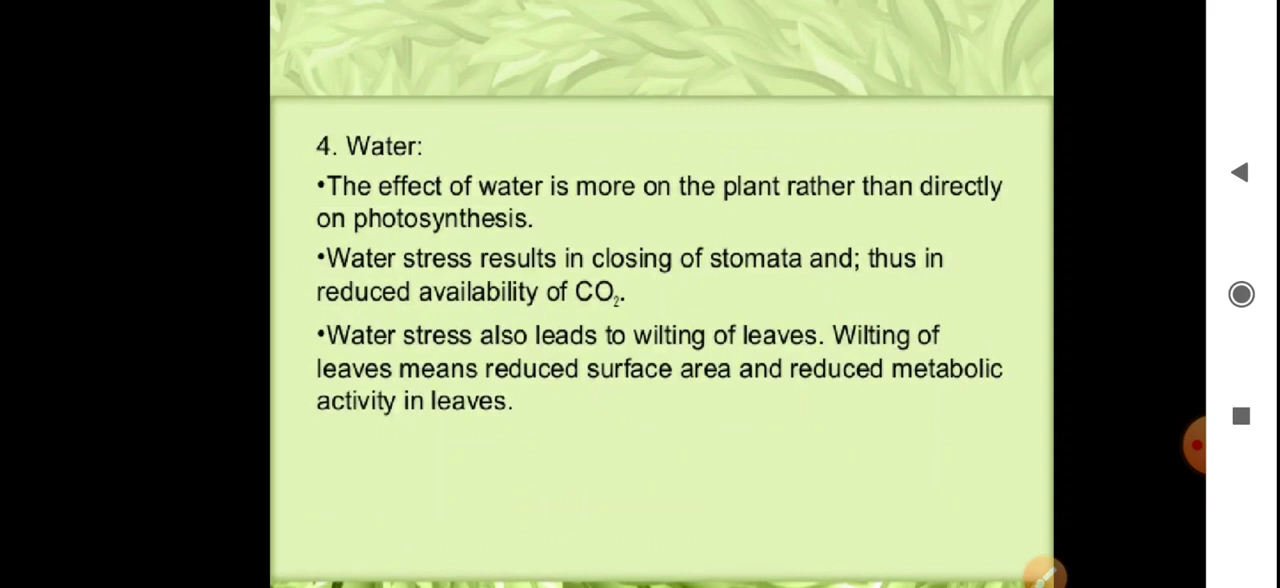 4. Water:
•The effect of water is more on the plant rather than directly
on photosynthesis.
•Water stress results in closing of stomata and; thus in
reduced availability of CO₂.
•Water stress also leads to wilting of leaves. Wilting of
leaves means reduced surface area and reduced metabolic
activity in leaves.